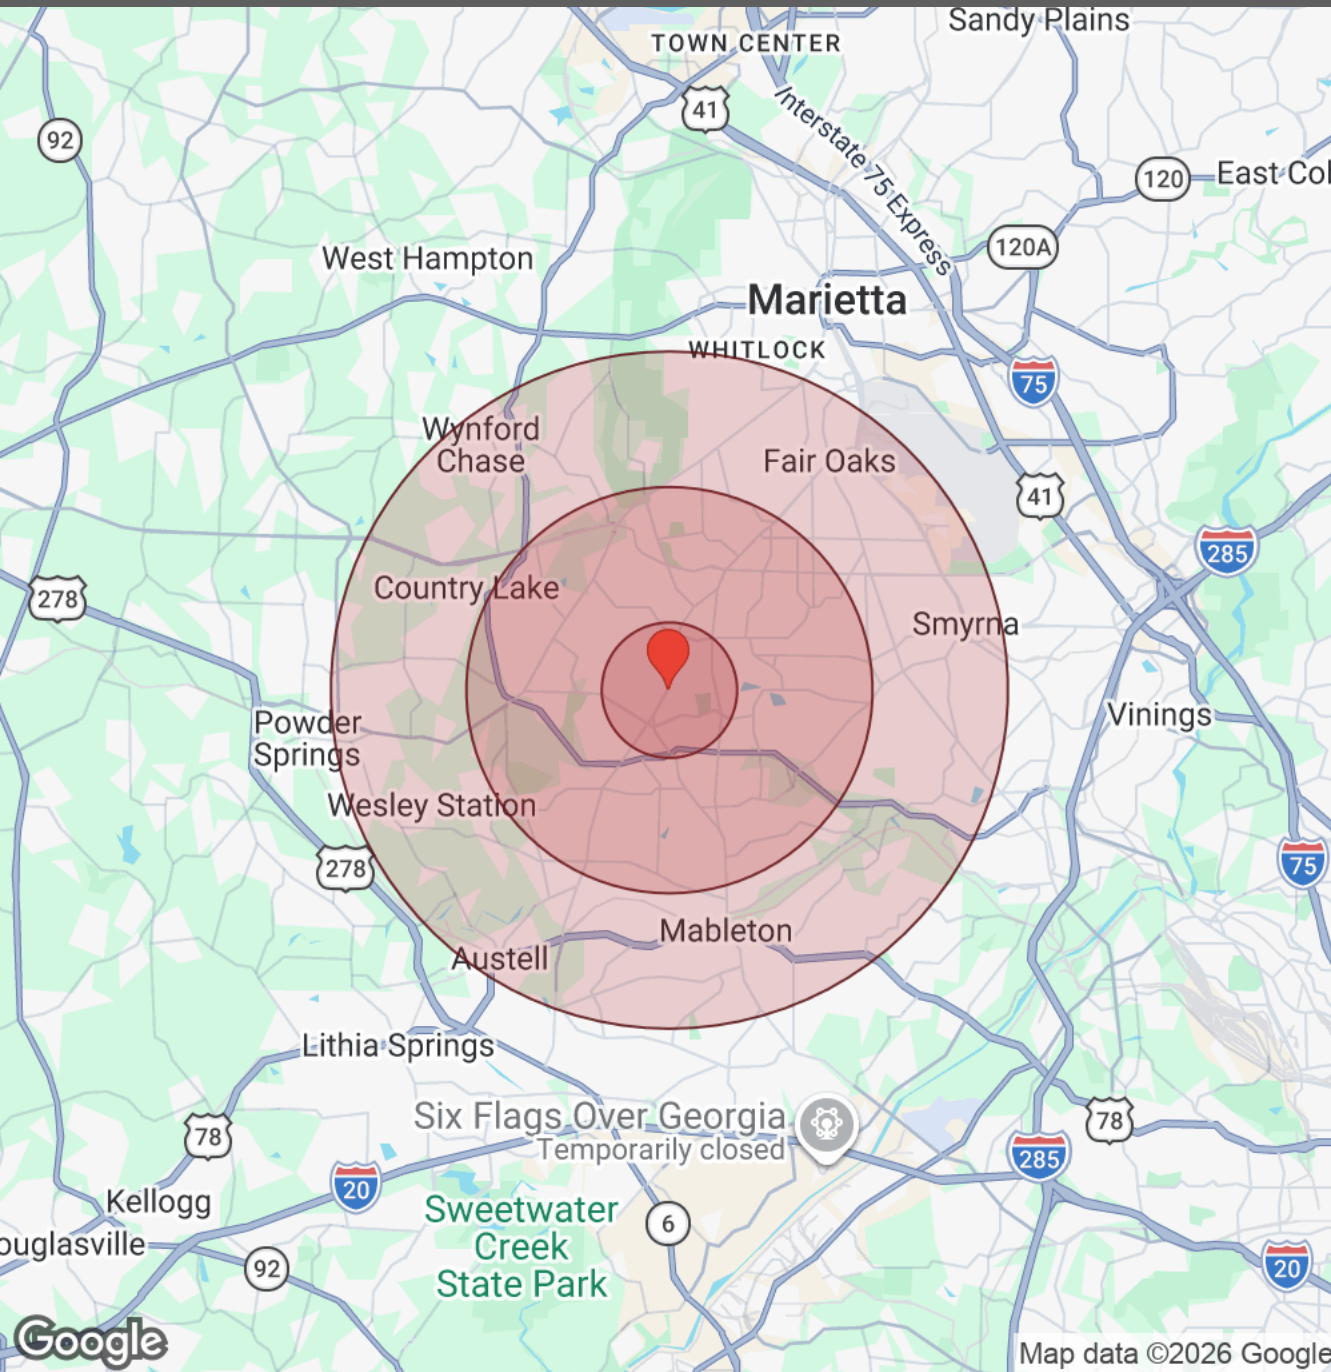 Sandy Plains
TOWN CENTER
41
Interstate 75 Express
92
120
East Col
120A
West Hampton
Marietta
WHITLOCK
75
Wynford
Chase
Fair Oaks
41
285
Country Lake
278
Smyrna
Powder
Springs
Vinings
Wesley Station
278
75
Mableton
Austell
Lithia Springs
Six Flags Over Georgia
Temporarily closed
78
78
285
20
Kellogg
Sweetwater
Creek
State Park
6
ouglasville
92
20
Google
Map data ©2026 Google